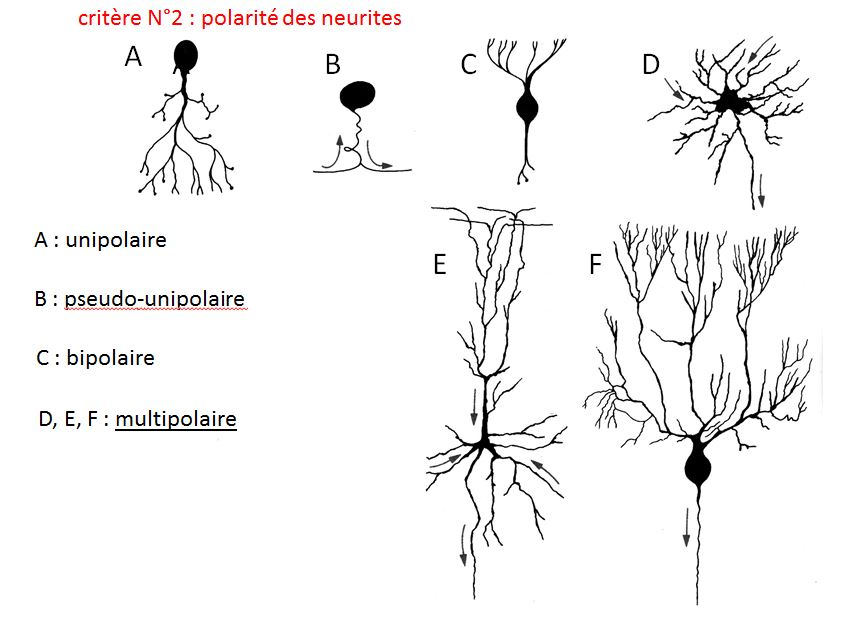 critère N°2 : polarité des neurites
A
B
C
D
A : unipolaire
E
F
B : pseudo-unipolaire
C : bipolaire
D, E, F : multipolaire